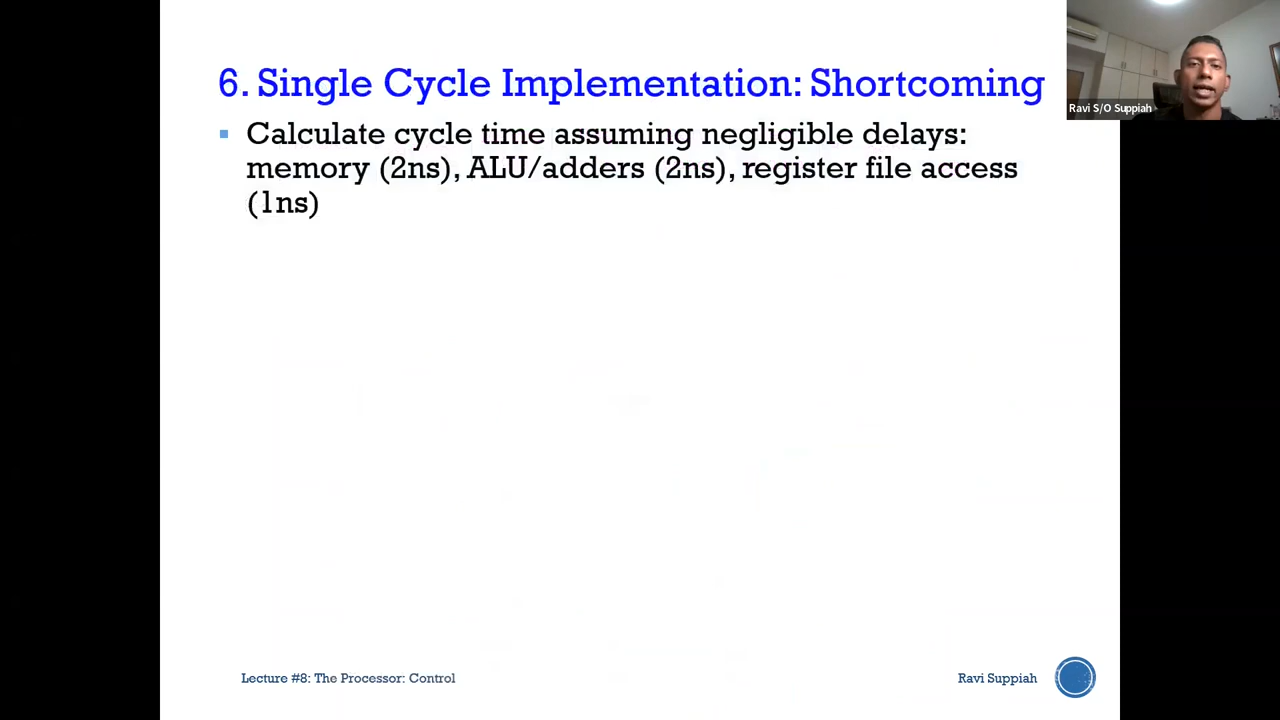 6. Single Cycle Implementation: Shortcoming
Ravi S/O Suppiah
Calculate cycle time assuming negligible delays:
memory (2ns), ALU/adders (2ns), register file access
(1ns)
Lecture #8: The Processor: Control
Ravi Suppiah